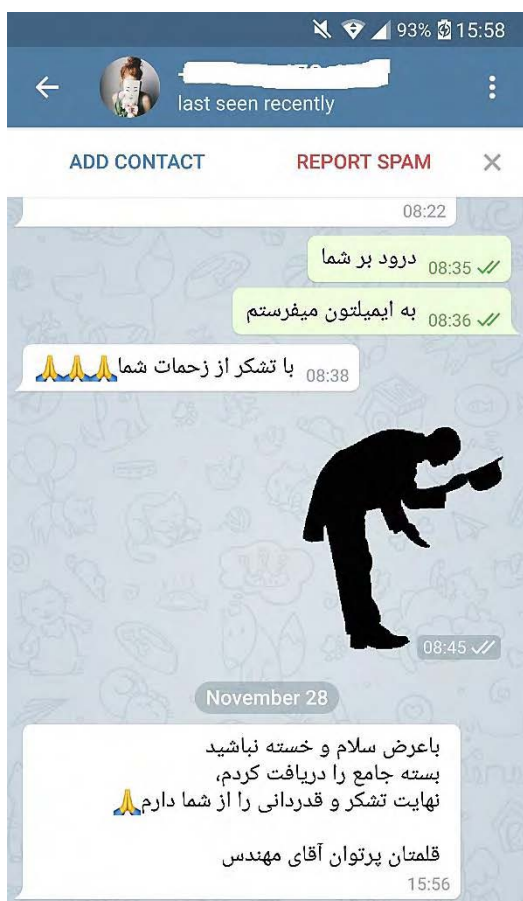 93% 15:58
last seen recently
ADD CONTACT REPORT SPAM
08:22
درود بر شما 08:35
به ایمیلتون میفرستم 08:36
با تشکر از زحمات شما🙏🙏🙏 08:38
08:45
November 28
باعرض سلام و خسته نباشید
بسته جامع را دریافت کردم،
نهایت تشکر و قدردانی را از شما دارم🙏
قلمتان پرتوان آقای مهندس
15:56